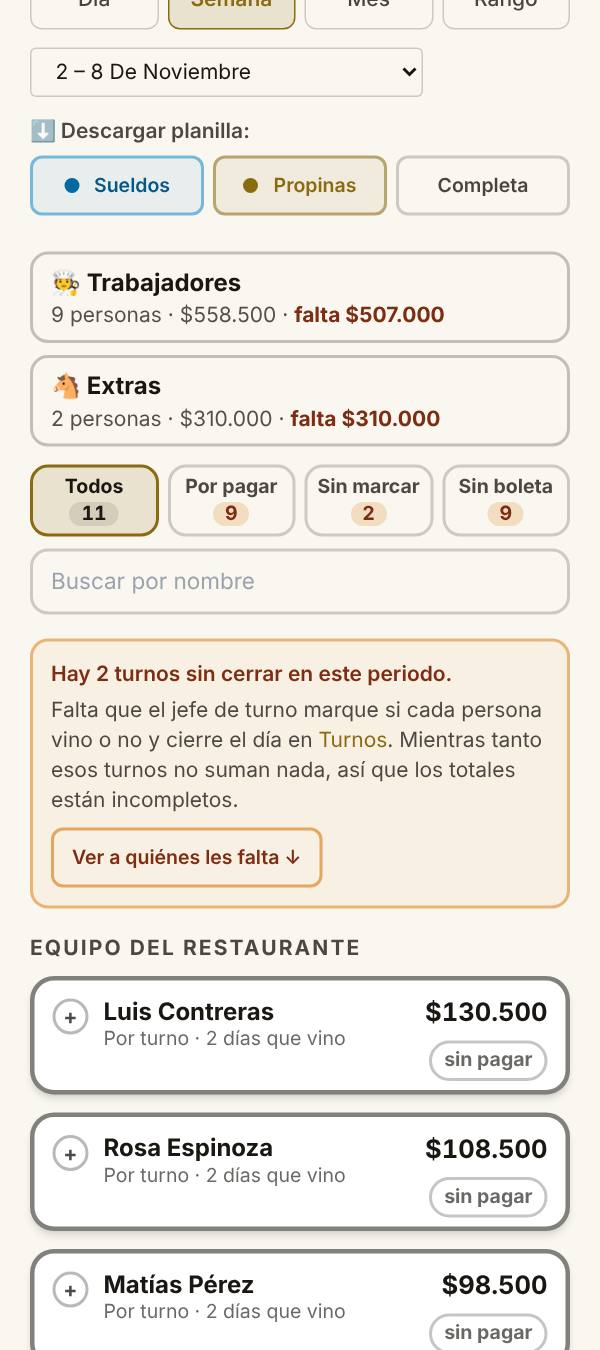 Día
Semana
Mes
Rango
2 – 8 De Noviembre
Descargar planilla:
Sueldos
Propinas
Completa
Trabajadores
9 personas · $558.500 · falta $507.000
Extras
2 personas · $310.000 · falta $310.000
Todos
11
Por pagar
9
Sin marcar
2
Sin boleta
9
Buscar por nombre
Hay 2 turnos sin cerrar en este periodo.
Falta que el jefe de turno marque si cada persona
vino o no y cierre el día en Turnos. Mientras tanto
esos turnos no suman nada, así que los totales
están incompletos.
Ver a quiénes les falta ↓
EQUIPO DEL RESTAURANTE
+ Luis Contreras $130.500
Por turno · 2 días que vino
sin pagar
+ Rosa Espinoza $108.500
Por turno · 2 días que vino
sin pagar
+ Matías Pérez $98.500
Por turno · 2 días que vino
sin pagar